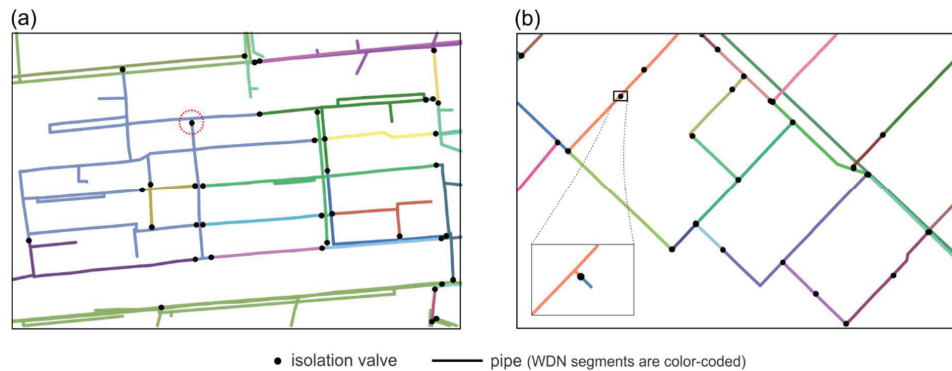 (a)
(b)
isolation valve
pipe (WDN segments are color-coded)